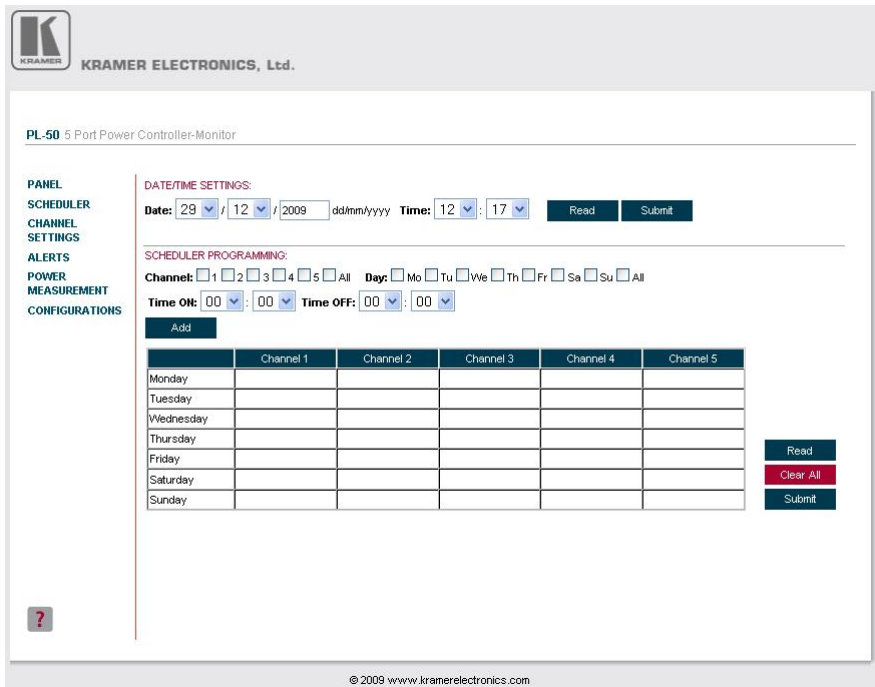 KRAMER
KRAMER ELECTRONICS, Ltd.
PL-50 5 Port Power Controller-Monitor
PANEL
SCHEDULER
CHANNEL
SETTINGS
ALERTS
POWER
MEASUREMENT
CONFIGURATIONS
DATE/TIME SETTINGS:
Date: 29 / 12 / 2009 dd/mm/yyyy Time: 12 : 17 Read Submit
SCHEDULER PROGRAMMING:
Channel: 1 2 3 4 5 All Day: Mo Tu We Th Fr Sa Su All
Time ON: 00 : 00 Time OFF: 00 : 00
Add
Channel 1 Channel 2 Channel 3 Channel 4 Channel 5
Monday
Tuesday
Wednesday
Thursday
Friday
Saturday
Sunday
Read
Clear All
Submit
?
© 2009 www.kramerelectronics.com